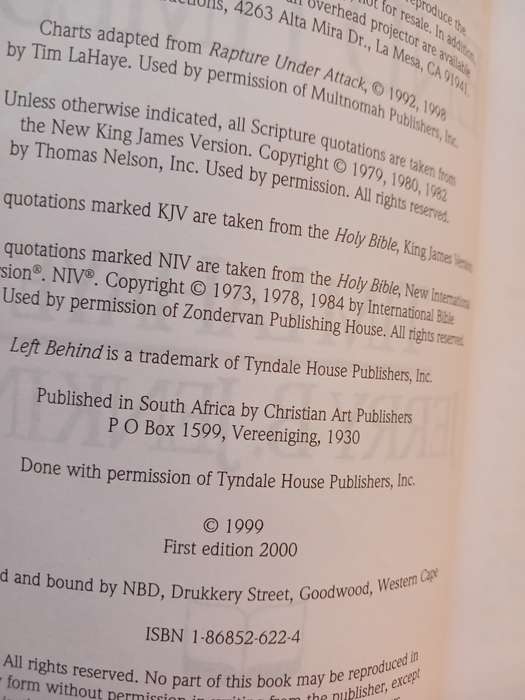 reproduce the
not for resale. In addition,
overhead projector are available
4263 Alta Mira Dr., La Mesa, CA 91941.
Charts adapted from Rapture Under Attack, © 1992, 1998
by Tim LaHaye. Used by permission of Multnomah Publishers, Inc.
Unless otherwise indicated, all Scripture quotations are taken from
the New King James Version. Copyright © 1979, 1980, 1982
by Thomas Nelson, Inc. Used by permission. All rights reserved.
quotations marked KJV are taken from the Holy Bible, King James Version
quotations marked NIV are taken from the Holy Bible, New International
sion®. NIV®. Copyright © 1973, 1978, 1984 by International Bible
Used by permission of Zondervan Publishing House. All rights reserved.
Left Behind is a trademark of Tyndale House Publishers, Inc.
Published in South Africa by Christian Art Publishers
P O Box 1599, Vereeniging, 1930
Done with permission of Tyndale House Publishers, Inc.
© 1999
First edition 2000
d and bound by NBD, Drukkery Street, Goodwood, Western Cape
ISBN 1-86852-622-4
All rights reserved. No part of this book may be reproduced in
form without permission in writing from the publisher, except